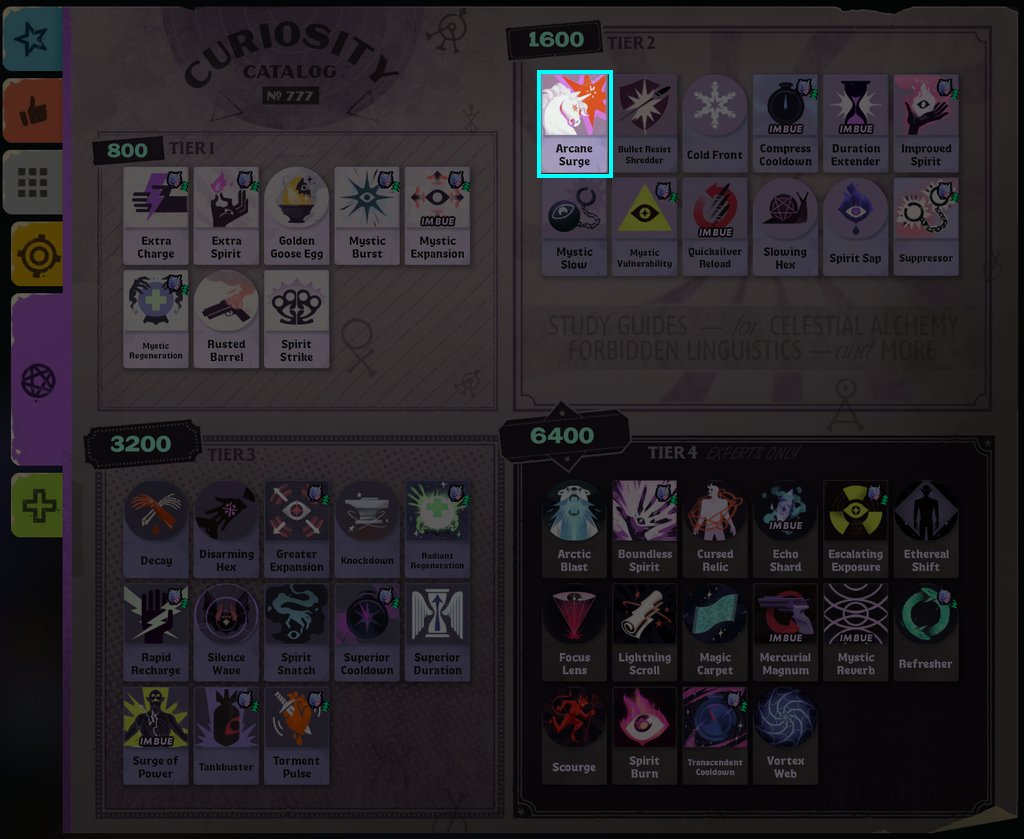 CURIOSITY
CATALOG
Nº 777
800 TIER 1
Extra
Charge
Extra
Spirit
Golden
Goose Egg
Mystic
Burst
IMBUE
Mystic
Expansion
Mystic
Regeneration
Rusted
Barrel
Spirit
Strike
1600 TIER 2
Arcane
Surge
Bullet Resist
Shredder
Cold Front
IMBUE
Compress
Cooldown
IMBUE
Duration
Extender
Improved
Spirit
Mystic
Slow
Mystic
Vulnerability
IMBUE
Quicksilver
Reload
Slowing
Hex
Spirit Sap
Suppressor
STUDY GUIDES — for CELESTIAL ALCHEMY
FORBIDDEN LINGUISTICS — and MORE
3200 TIER 3
Decay
Disarming
Hex
Greater
Expansion
Knockdown
Radiant
Regeneration
Rapid
Recharge
Silence
Wave
Spirit
Snatch
Superior
Cooldown
Superior
Duration
IMBUE
Surge of
Power
Tankbuster
Torment
Pulse
6400 TIER 4 EXPERTS ONLY
Arctic
Blast
Boundless
Spirit
Cursed
Relic
IMBUE
Echo
Shard
Escalating
Exposure
Ethereal
Shift
Focus
Lens
Lightning
Scroll
Magic
Carpet
IMBUE
Mercurial
Magnum
IMBUE
Mystic
Reverb
Refresher
Scourge
Spirit
Burn
Transcendent
Cooldown
Vortex
Web